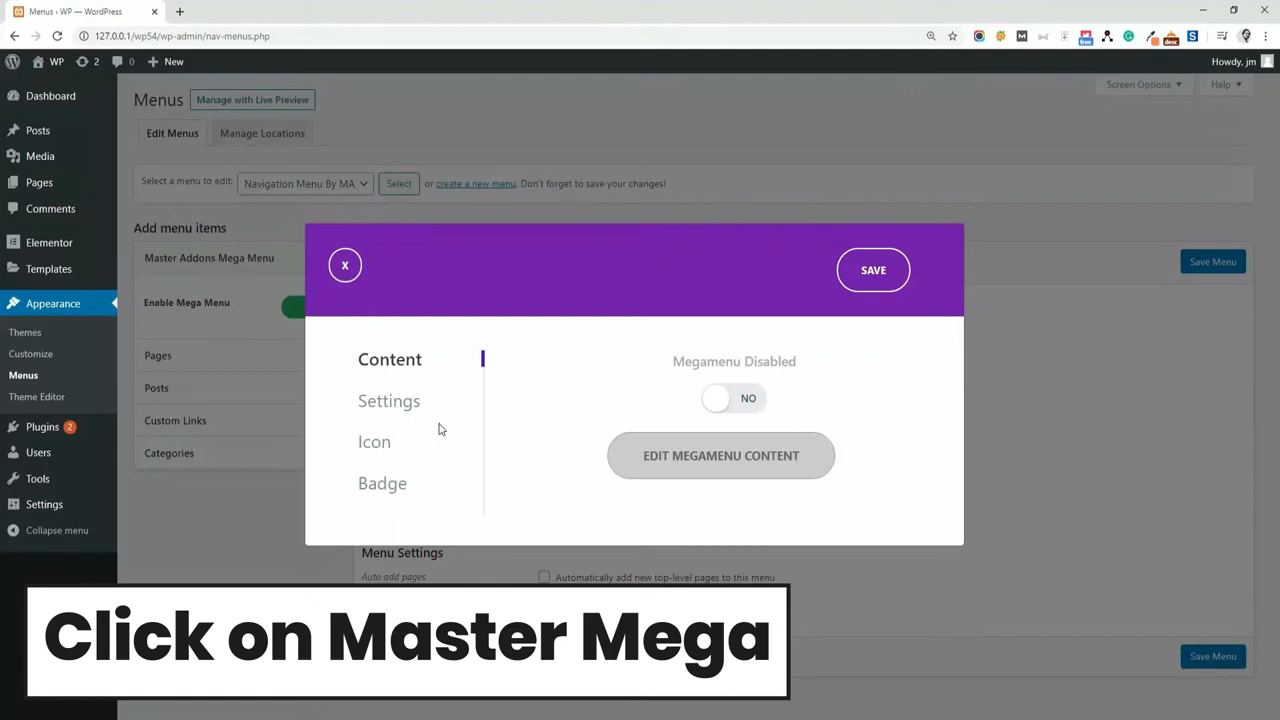 Menus ‹ WP — WordPress
127.0.0.1/wp54/wp-admin/nav-menus.php
WP
2
0
New
Howdy, jm
Dashboard
Posts
Media
Pages
Comments
Elementor
Templates
Appearance
Themes
Customize
Menus
Theme Editor
Plugins 2
Users
Tools
Settings
Collapse menu
Menus
Manage with Live Preview
Screen Options
Help
Edit Menus
Manage Locations
Select a menu to edit: Navigation Menu By MA Select or create a new menu. Don't forget to save your changes!
Add menu items
Master Addons Mega Menu
Enable Mega Menu
Pages
Posts
Custom Links
Categories
Save Menu
X
SAVE
Content
Settings
Icon
Badge
Megamenu Disabled
NO
EDIT MEGAMENU CONTENT
Menu Settings
Auto add pages
Automatically add new top-level pages to this menu
Save Menu
Click on Master Mega